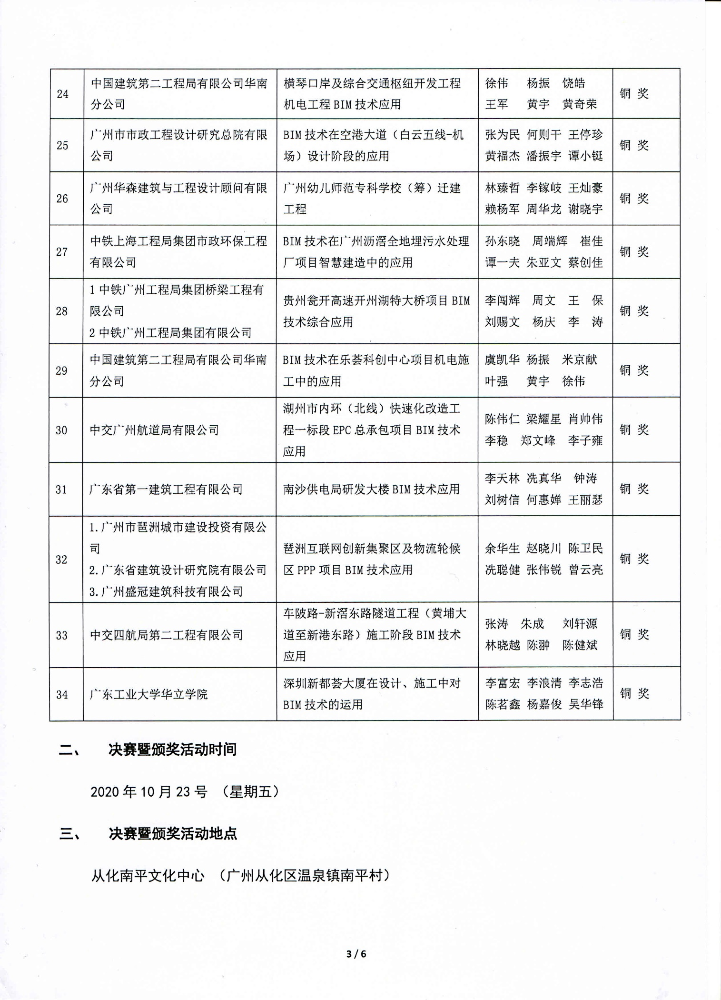 24
中国建筑第二工程局有限公司华南
分公司
横琴口岸及综合交通枢纽开发工程
机电工程 BIM 技术应用
徐伟 杨振 饶皓
王军 黄宇 黄奇荣
铜 奖
25
广州市市政工程设计研究总院有限
公司
BIM 技术在空港大道（白云五线-机
场）设计阶段的应用
张为民 何则干 王停珍
黄福杰 潘振宇 谭小铤
铜 奖
26
广州华森建筑与工程设计顾问有限
公司
广州幼儿师范专科学校（筹）迁建
工程
林臻哲 李镓岐 王灿豪
赖杨军 周华龙 谢晓宇
铜 奖
27
中铁上海工程局集团市政环保工程
有限公司
BIM 技术在广州沥滘全地埋污水处理
厂项目智慧建造中的应用
孙东晓 周端辉 崔佳
谭一夫 朱亚文 蔡创佳
铜 奖
28
1 中铁广州工程局集团桥梁工程有
限公司
2 中铁广州工程局集团有限公司
贵州瓮开高速开州湖特大桥项目 BIM
技术综合应用
李闯辉 周文 王 保
刘赐文 杨庆 李 涛
铜 奖
29
中国建筑第二工程局有限公司华南
分公司
BIM 技术在乐荟科创中心项目机电施
工中的应用
虞凯华 杨振 米京献
叶强 黄宇 徐伟
铜 奖
30
中交广州航道局有限公司
湖州市内环（北线）快速化改造工
程一标段 EPC 总承包项目 BIM 技术
应用
陈伟仁 梁耀星 肖帅伟
李稳 郑文峰 李子雍
铜 奖
31
广东省第一建筑工程有限公司
南沙供电局研发大楼 BIM 技术应用
李天林 冼真华 钟涛
刘树信 何惠婵 王丽瑟
铜 奖
32
1.广州市琶洲城市建设投资有限公
司
2.广东省建筑设计研究院有限公司
3.广州盛冠建筑科技有限公司
琶洲互联网创新集聚区及物流轮候
区 PPP 项目 BIM 技术应用
余华生 赵晓川 陈卫民
冼聪健 张伟锐 曾云亮
铜 奖
33
中交四航局第二工程有限公司
车陂路-新滘东路隧道工程（黄埔大
道至新港东路）施工阶段 BIM 技术
应用
张涛 朱成 刘轩源
林晓越 陈翀 陈健斌
铜 奖
34
广东工业大学华立学院
深圳新都荟大厦在设计、施工中对
BIM 技术的运用
李富宏 李浪清 李志浩
陈茗鑫 杨嘉俊 吴华锋
铜 奖
二、 决赛暨颁奖活动时间
2020 年 10 月 23 号 （星期五）
三、 决赛暨颁奖活动地点
从化南平文化中心 （广州从化区温泉镇南平村）
3 / 6